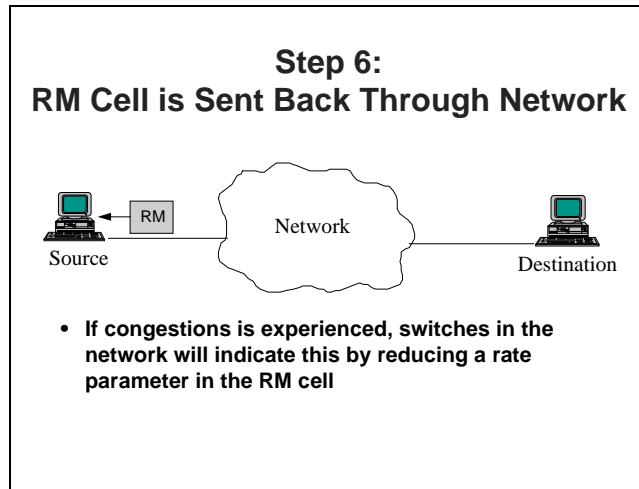 Step 6:
RM Cell is Sent Back Through Network
RM
Network
Source
Destination
• If congestions is experienced, switches in the
network will indicate this by reducing a rate
parameter in the RM cell